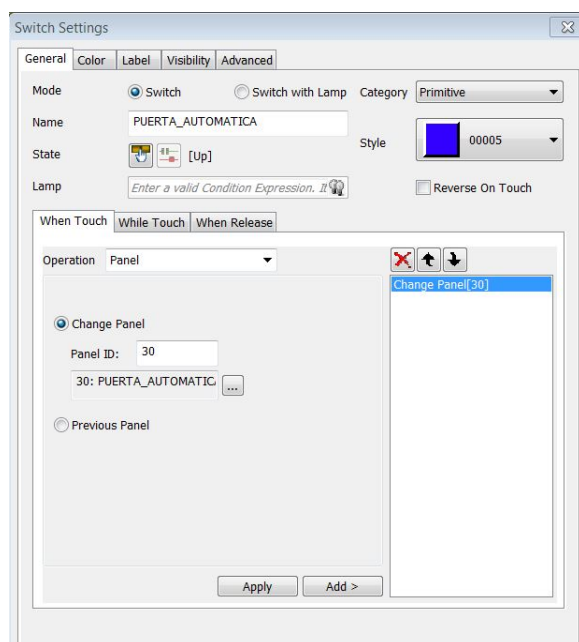 Switch Settings
General Color Label Visibility Advanced
Mode Switch Switch with Lamp Category Primitive
Name PUERTA_AUTOMATICA
Style 00005
State [Up]
Lamp Enter a valid Condition Expression. It Reverse On Touch
When Touch While Touch When Release
Operation Panel
Change Panel[30]
Change Panel
Panel ID: 30
30: PUERTA_AUTOMATICA ...
Previous Panel
Apply Add >